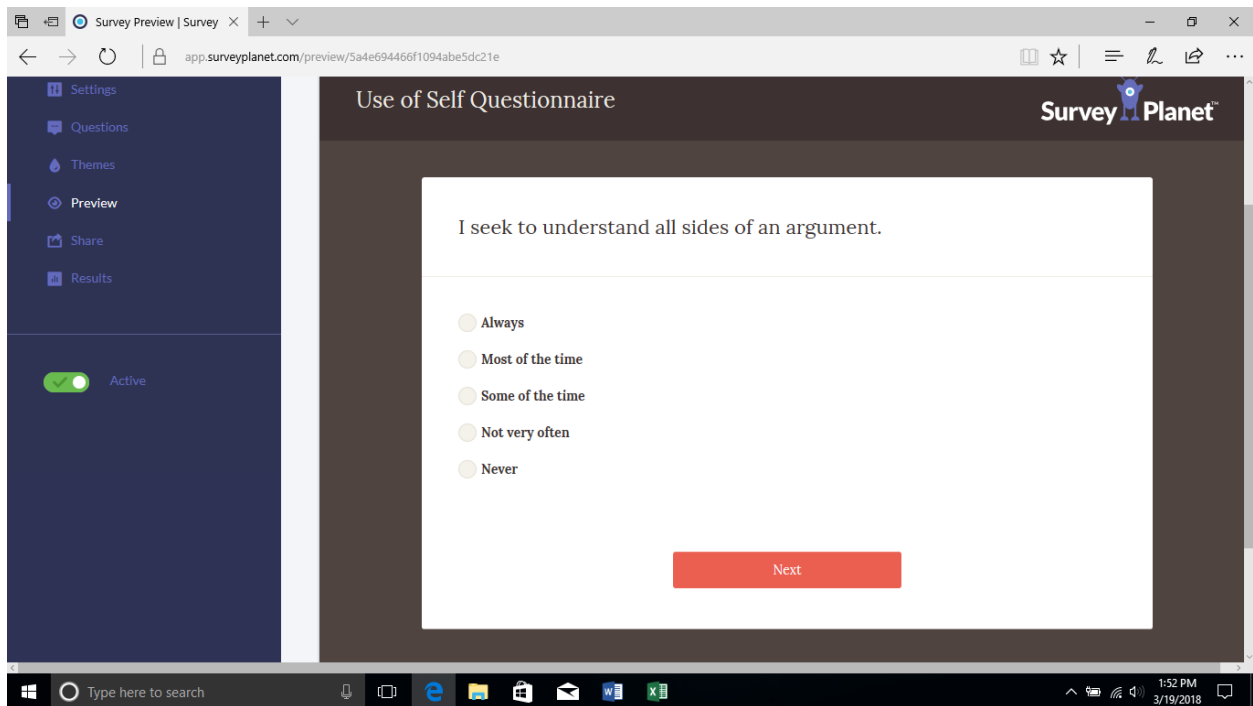 Survey Preview | Survey
app.surveyplanet.com/preview/5a4e694466f1094abe5dc21e
Settings
Questions
Themes
Preview
Share
Results
Active
Use of Self Questionnaire
Survey Planet™
I seek to understand all sides of an argument.
Always
Most of the time
Some of the time
Not very often
Never
Next
Type here to search
1:52 PM
3/19/2018